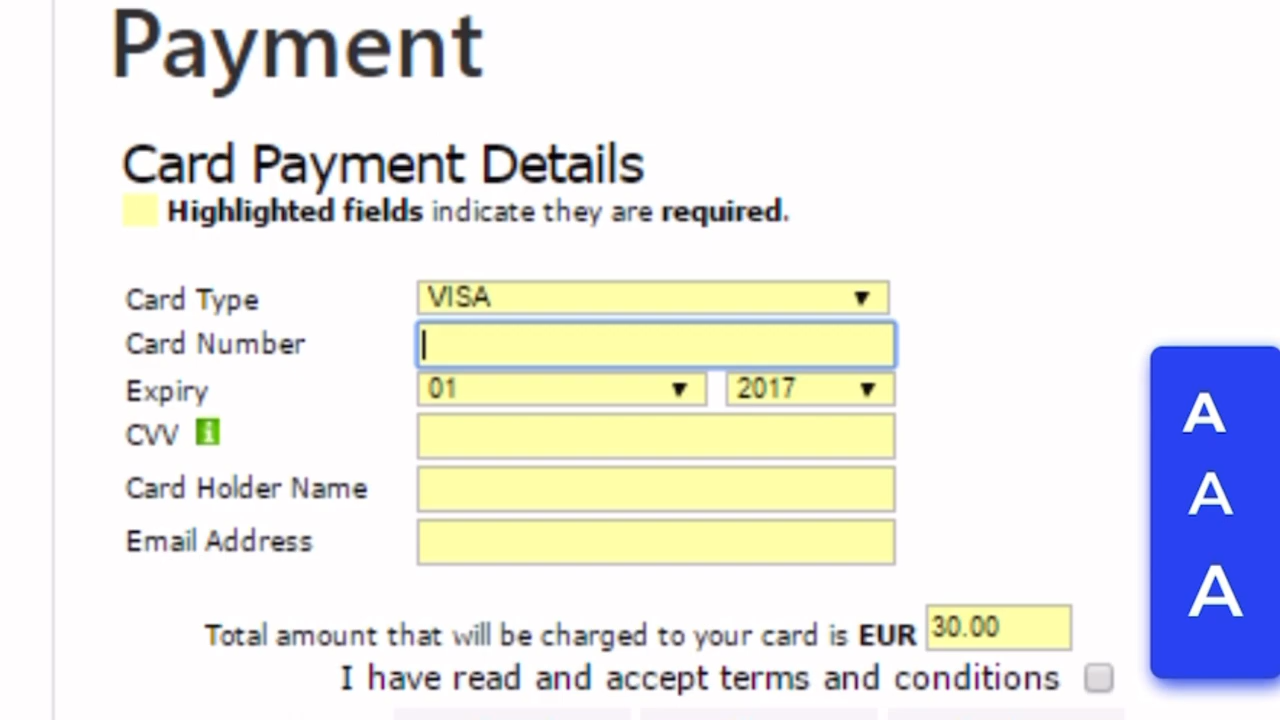 Payment
Card Payment Details
Highlighted fields indicate they are required.
Card Type VISA
Card Number
Expiry 01 2017
CVV i
Card Holder Name
Email Address
Total amount that will be charged to your card is EUR 30.00
I have read and accept terms and conditions
A
A
A